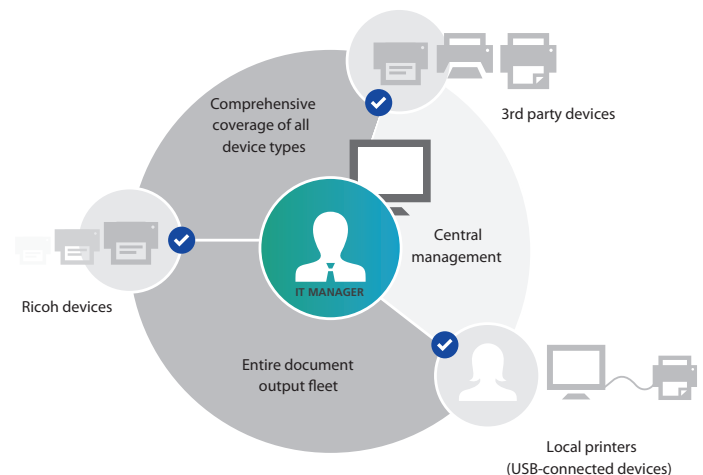 Comprehensive
coverage of all
device types
3rd party devices
Central
management
IT MANAGER
Ricoh devices
Entire document
output fleet
Local printers
(USB-connected devices)